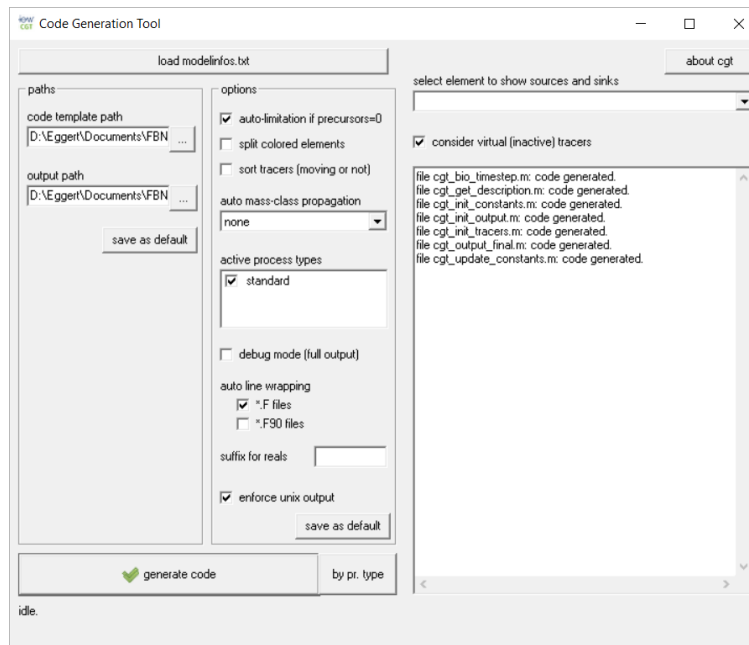 IOW
CGT
Code Generation Tool
load modelinfos.txt
about cgt
paths
code template path
D:\Eggert\Documents\FBN
...
output path
D:\Eggert\Documents\FBN
...
save as default
options
auto-limitation if precursors=0
split colored elements
sort tracers (moving or not)
auto mass-class propagation
none
active process types
standard
debug mode (full output)
auto line wrapping
*.F files
*.F90 files
suffix for reals
enforce unix output
save as default
select element to show sources and sinks
consider virtual (inactive) tracers
file cgt_bio_timestep.m: code generated.
file cgt_get_description.m: code generated.
file cgt_init_constants.m: code generated.
file cgt_init_output.m: code generated.
file cgt_init_tracers.m: code generated.
file cgt_output_final.m: code generated.
file cgt_update_constants.m: code generated.
generate code
by pr. type
idle.